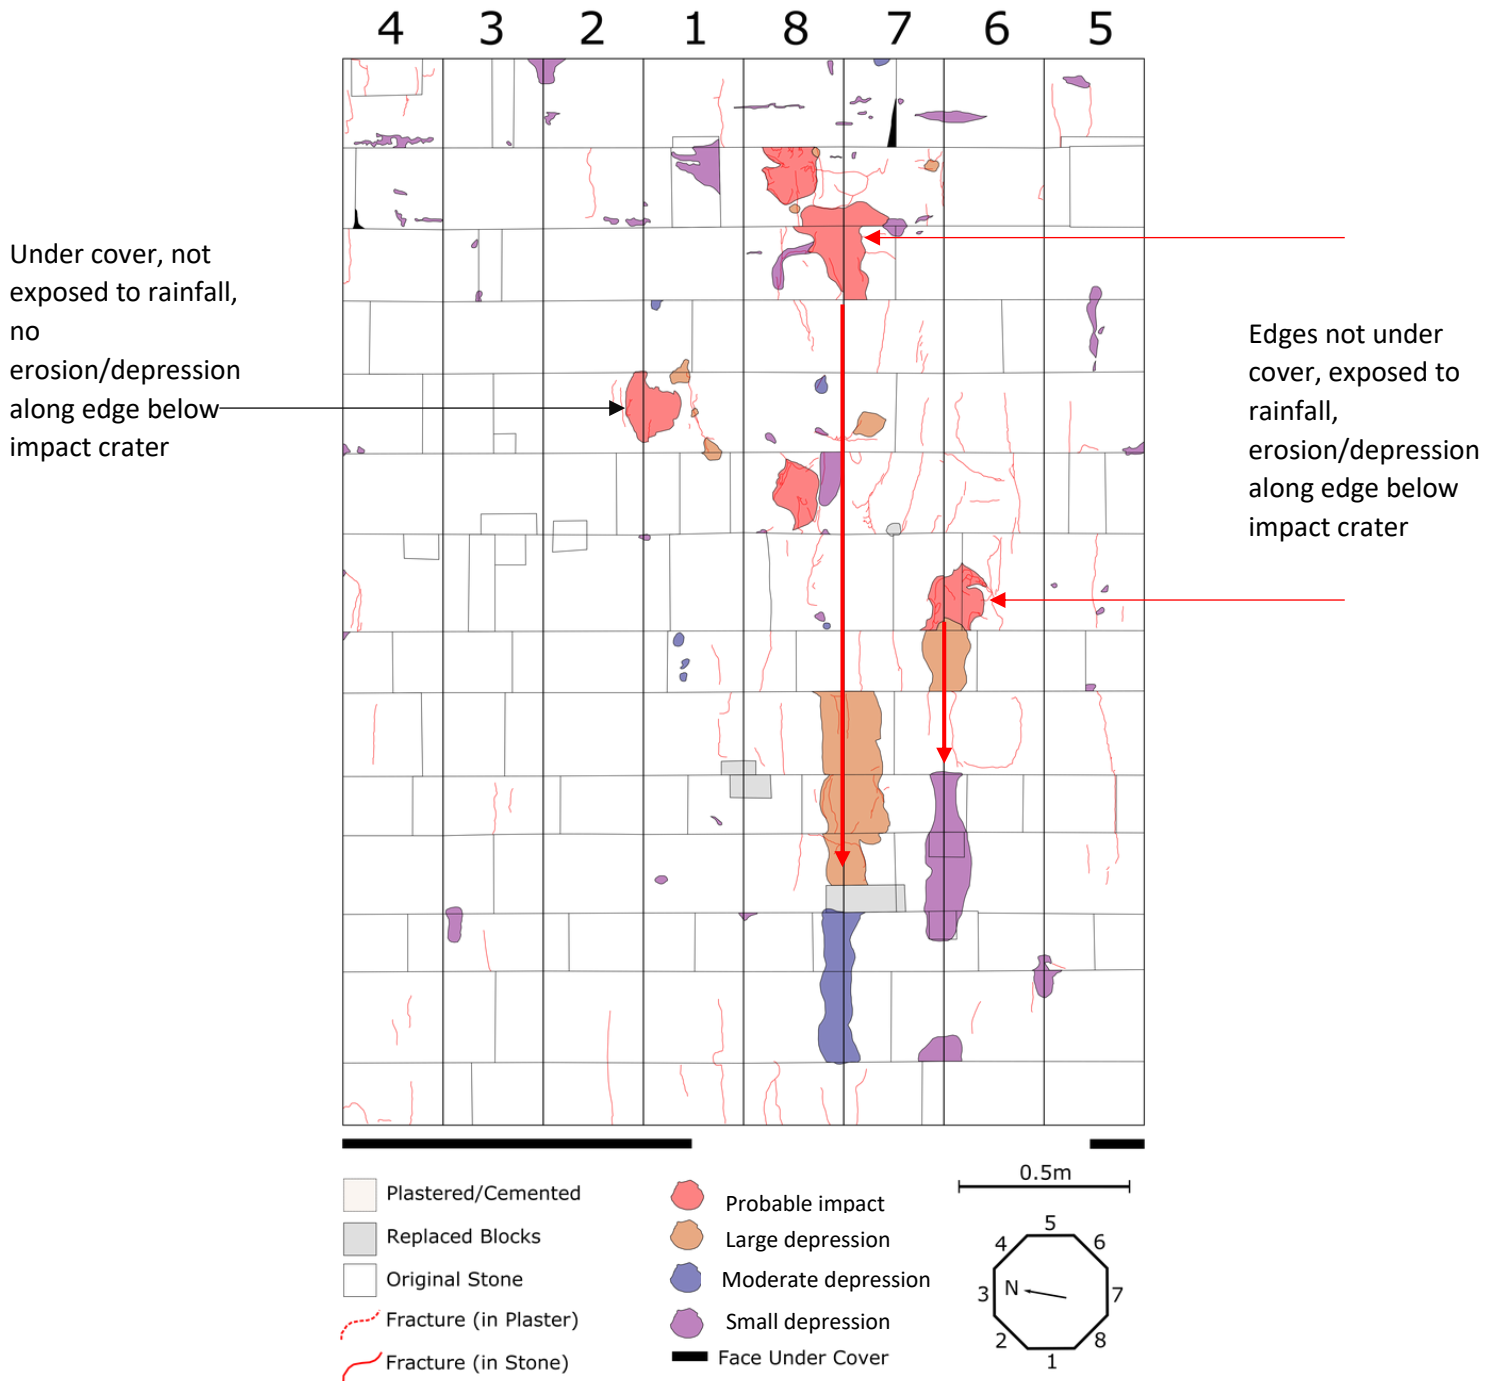 4 3 2 1 8 7 6 5
Under cover, not
exposed to rainfall,
no
erosion/depression
along edge below
impact crater
Edges not under
cover, exposed to
rainfall,
erosion/depression
along edge below
impact crater
Plastered/Cemented
Replaced Blocks
Original Stone
Fracture (in Plaster)
Fracture (in Stone)
Probable impact
Large depression
Moderate depression
Small depression
Face Under Cover
0.5m
5
4 6
3 N 7
2 8
1